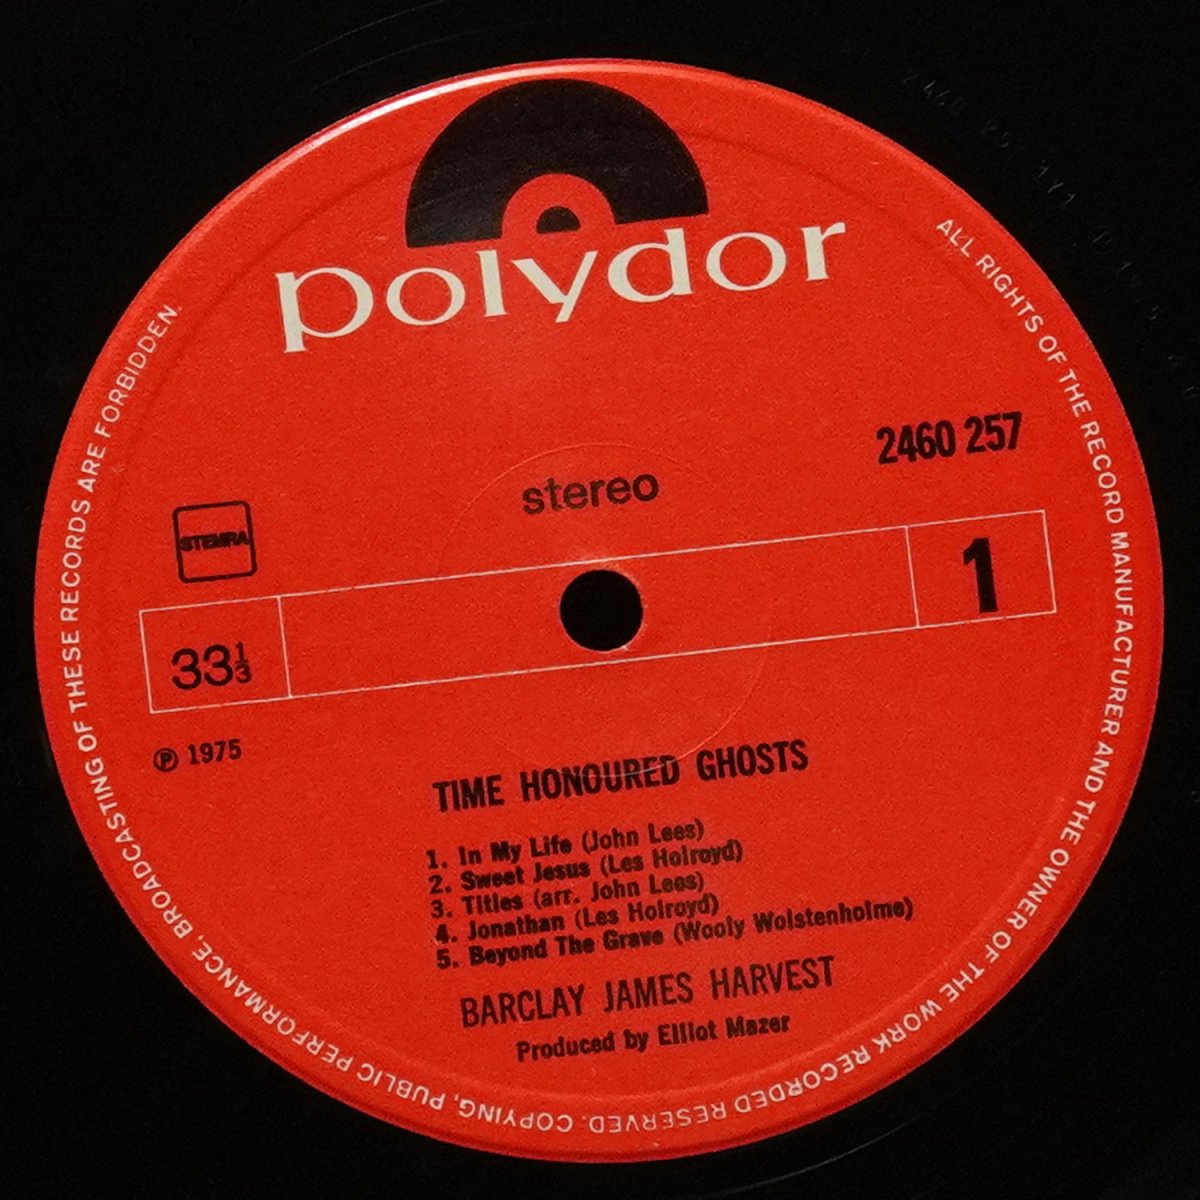 polydor
2460 257
stereo
STEMRA
1
33⅓
℗ 1975
TIME HONOURED GHOSTS
1. In My Life (John Lees)
2. Sweet Jesus (Les Holroyd)
3. Titles (arr. John Lees)
4. Jonathan (Les Holroyd)
5. Beyond The Grave (Wooly Wolstenholme)
BARCLAY JAMES HARVEST
Produced by Elliot Mazer
ALL RIGHTS OF THE RECORD MANUFACTURER AND THE OWNER OF THE WORK RECORDED RESERVED. COPYING, PUBLIC PERFORMANCE, BROADCASTING OF THESE RECORDS ARE FORBIDDEN.